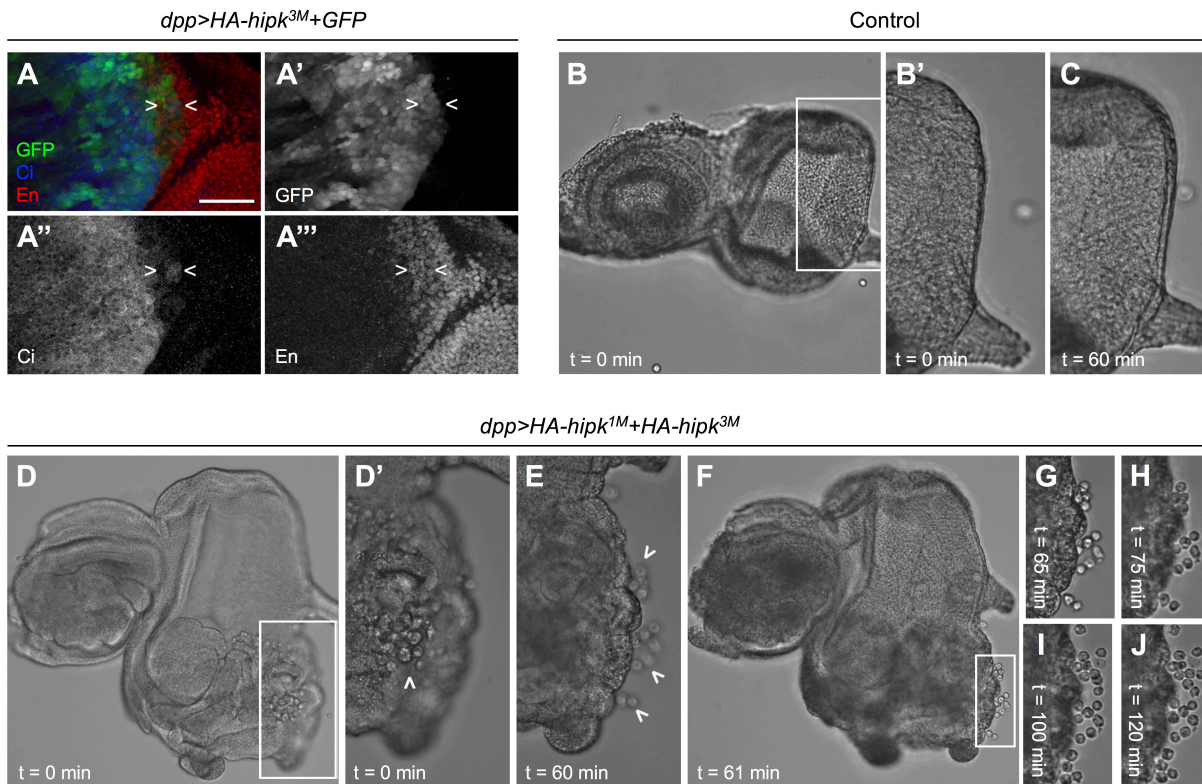 dpp>HA-hipk3M+GFP
Control
A
GFP
Ci
En
> <
A'
> <
GFP
A''
> <
Ci
A'''
> <
En
B
t = 0 min
B'
t = 0 min
C
t = 60 min
dpp>HA-hipk1M+HA-hipk3M
D
t = 0 min
D'
t = 0 min
E
t = 60 min
F
t = 61 min
G
t = 65 min
H
t = 75 min
I
t = 100 min
J
t = 120 min